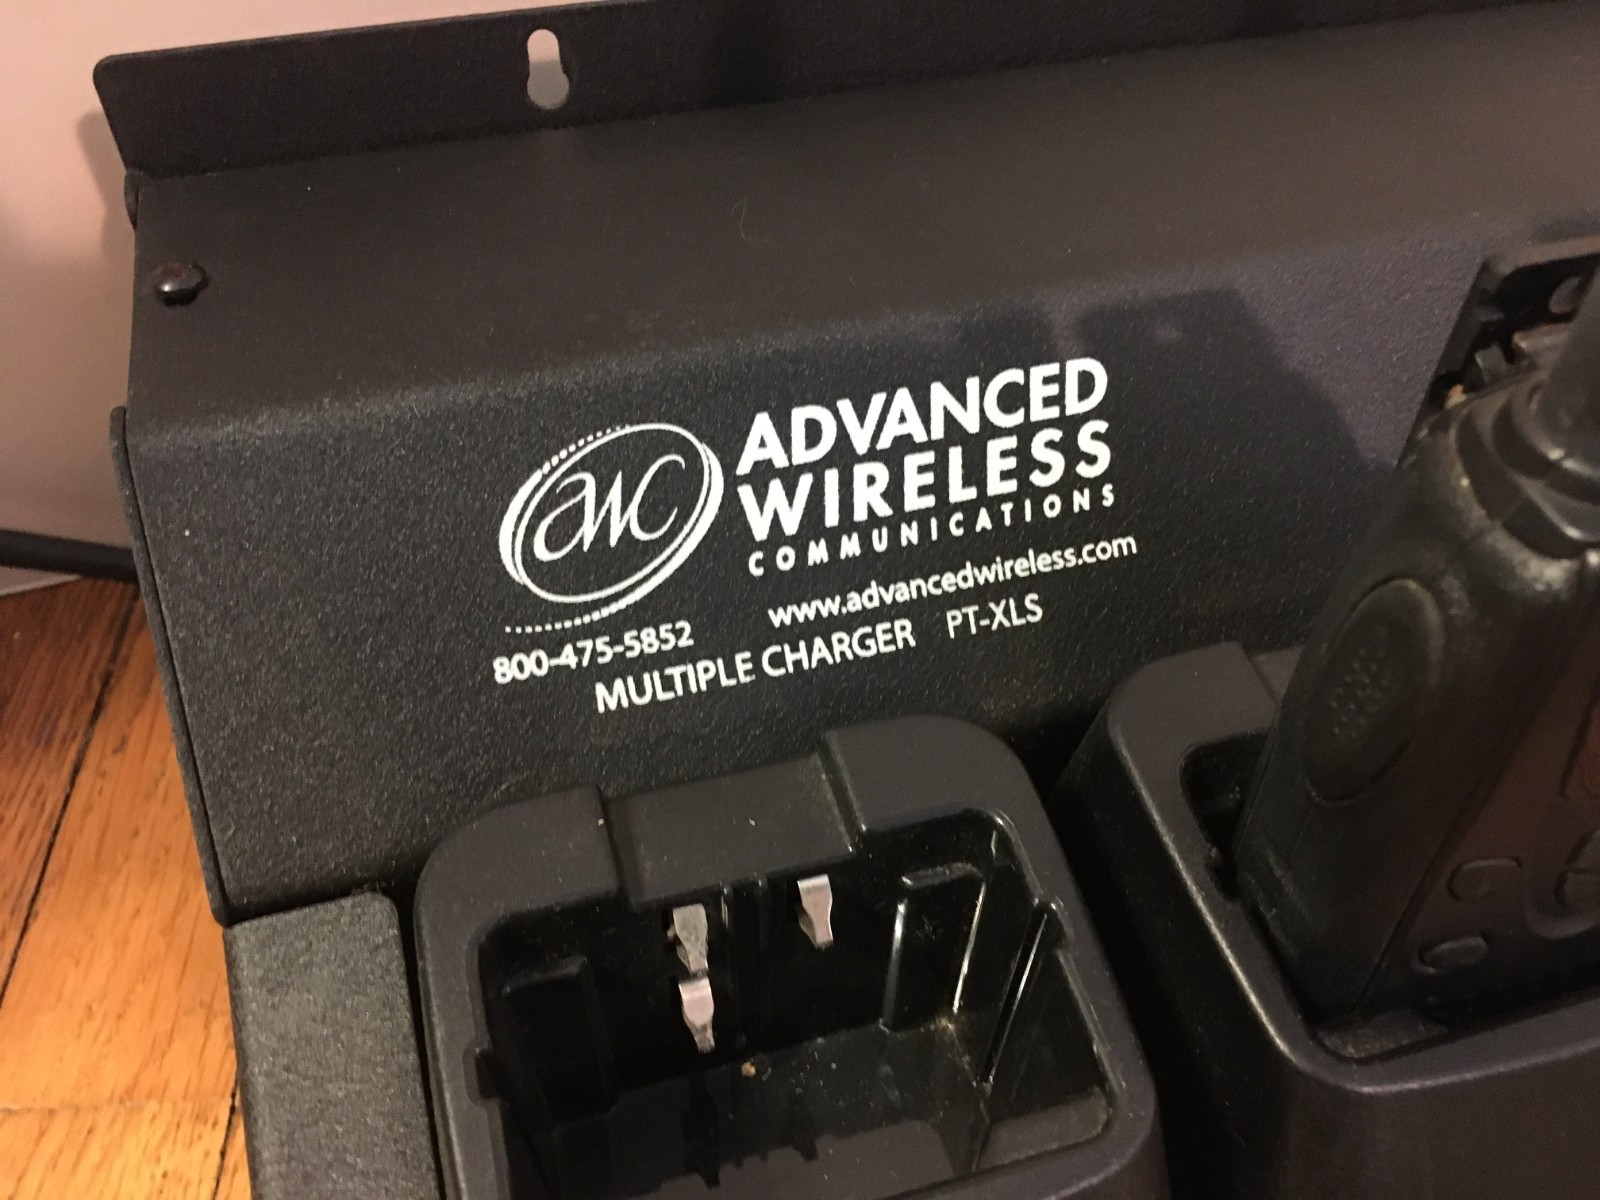 AWC
ADVANCED
WIRELESS
COMMUNICATIONS
800-475-5852 www.advancedwireless.com
MULTIPLE CHARGER PT-XLS